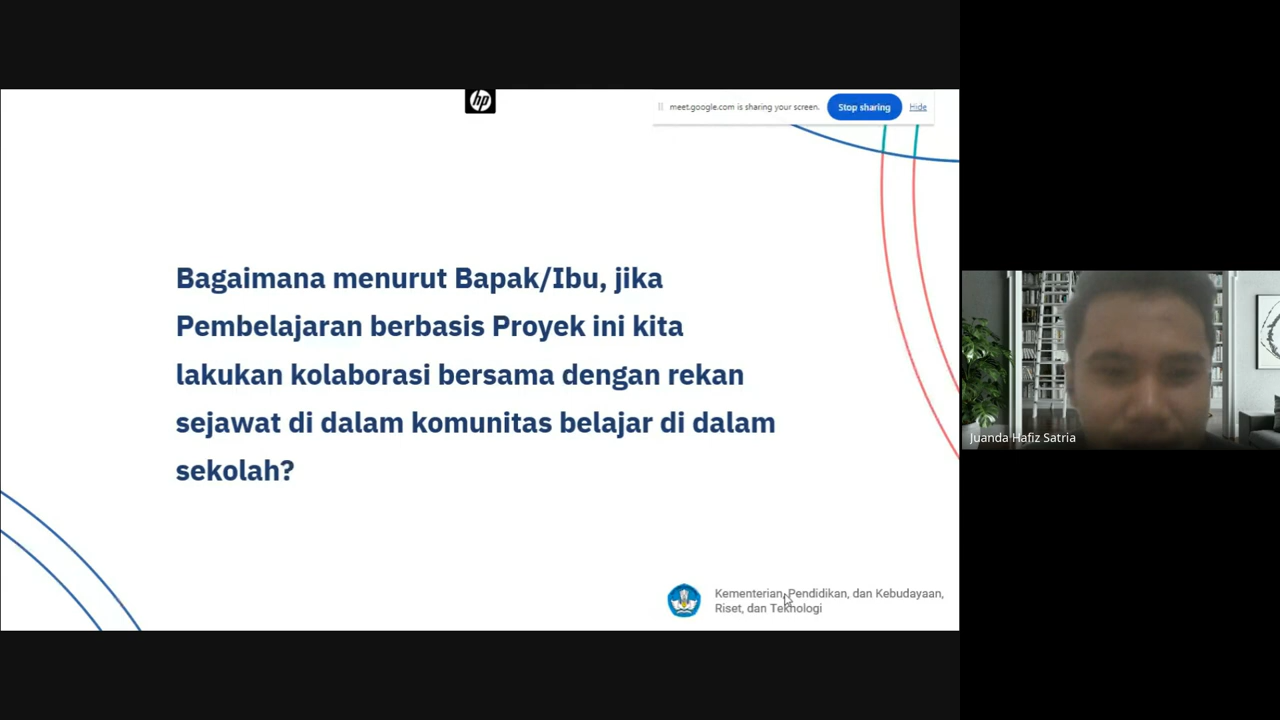 hp
meet.google.com is sharing your screen.
Stop sharing
Hide
Bagaimana menurut Bapak/Ibu, jika
Pembelajaran berbasis Proyek ini kita
lakukan kolaborasi bersama dengan rekan
sejawat di dalam komunitas belajar di dalam
sekolah?
Juanda Hafiz Satria
Kementerian, Pendidikan, dan Kebudayaan,
Riset, dan Teknologi